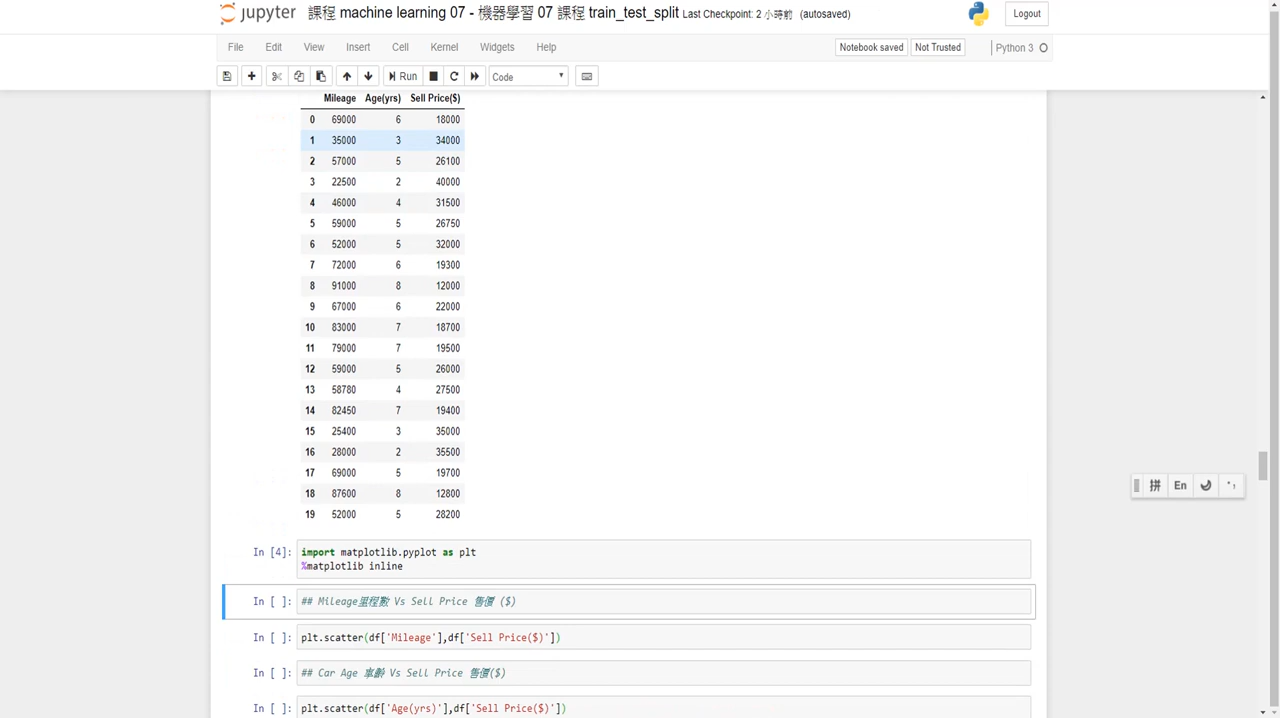 jupyter 課程 machine learning 07 - 機器學習 07 課程 train_test_split Last Checkpoint: 2 小時前 (autosaved) Logout
File Edit View Insert Cell Kernel Widgets Help Notebook saved Not Trusted Python 3
Run Code
Mileage Age(yrs) Sell Price($)
0 69000 6 18000
1 35000 3 34000
2 57000 5 26100
3 22500 2 40000
4 46000 4 31500
5 59000 5 26750
6 52000 5 32000
7 72000 6 19300
8 91000 8 12000
9 67000 6 22000
10 83000 7 18700
11 79000 7 19500
12 59000 5 26000
13 58780 4 27500
14 82450 7 19400
15 25400 3 35000
16 28000 2 35500
17 69000 5 19700
18 87600 8 12800
19 52000 5 28200
拼 En
In [4]: import matplotlib.pyplot as plt
%matplotlib inline
In [ ]: ## Mileage里程數 Vs Sell Price 售價 ($)
In [ ]: plt.scatter(df['Mileage'],df['Sell Price($)'])
In [ ]: ## Car Age 車齡 Vs Sell Price 售價($)
In [ ]: plt.scatter(df['Age(yrs)'],df['Sell Price($)'])